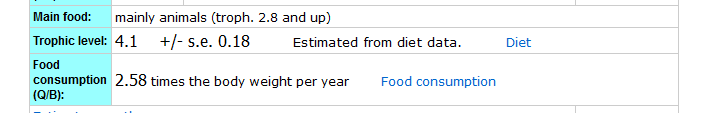 Main food: mainly animals (troph. 2.8 and up)
Trophic level: 4.1 +/- s.e. 0.18 Estimated from diet data. Diet
Food
consumption 2.58 times the body weight per year Food consumption
(Q/B):